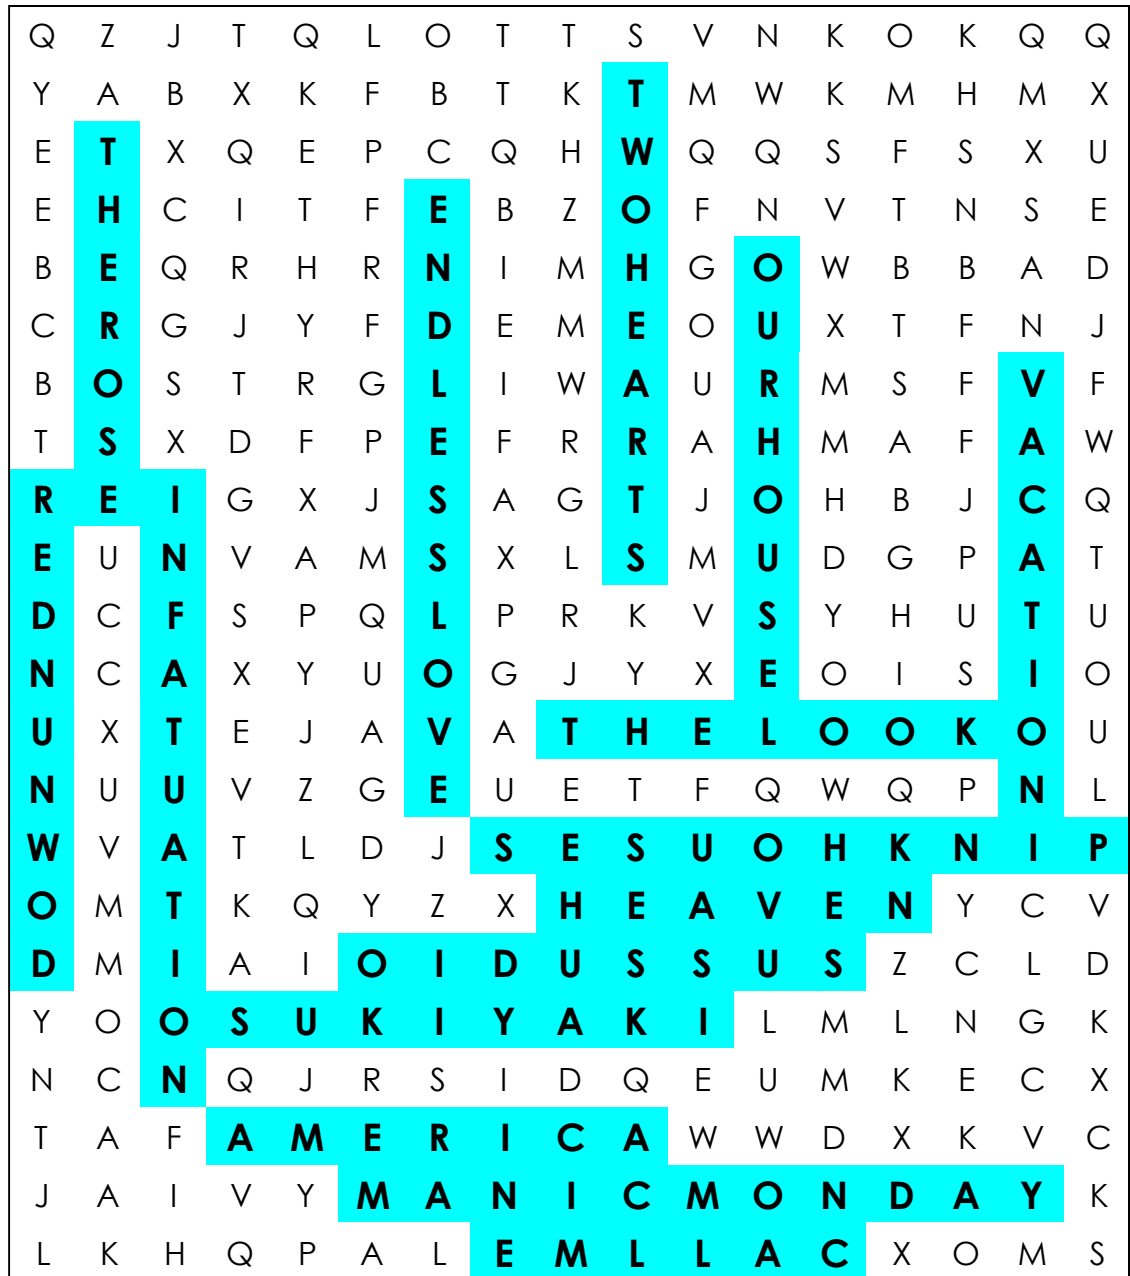 Q Z J T Q L O T T S V N K O K Q Q
Y A B X K F B T K T M W K M H M X
E T X Q E P C Q H W Q Q S F S X U
E H C I T F E B Z O F N V T N S E
B E Q R H R N I M H G O W B B A D
C R G J Y F D E M E O U X T F N J
B O S T R G L I W A U R M S F V F
T S X D F P E F R R A H M A F A W
R E I G X J S A G T J O H B J C Q
E U N V A M S X L S M U D G P A T
D C F S P Q L P R K V S Y H U T U
N C A X Y U O G J Y X E O I S I O
U X T E J A V A T H E L O O K O U
N U U V Z G E U E T F Q W Q P N L
W V A T L D J S E S U O H K N I P
O M T K Q Y Z X H E A V E N Y C V
D M I A I O I D U S S U S Z C L D
Y O O S U K I Y A K I L M L N G K
N C N Q J R S I D Q E U M K E C X
T A F A M E R I C A W W D X K V C
J A I V Y M A N I C M O N D A Y K
L K H Q P A L E M L L A C X O M S